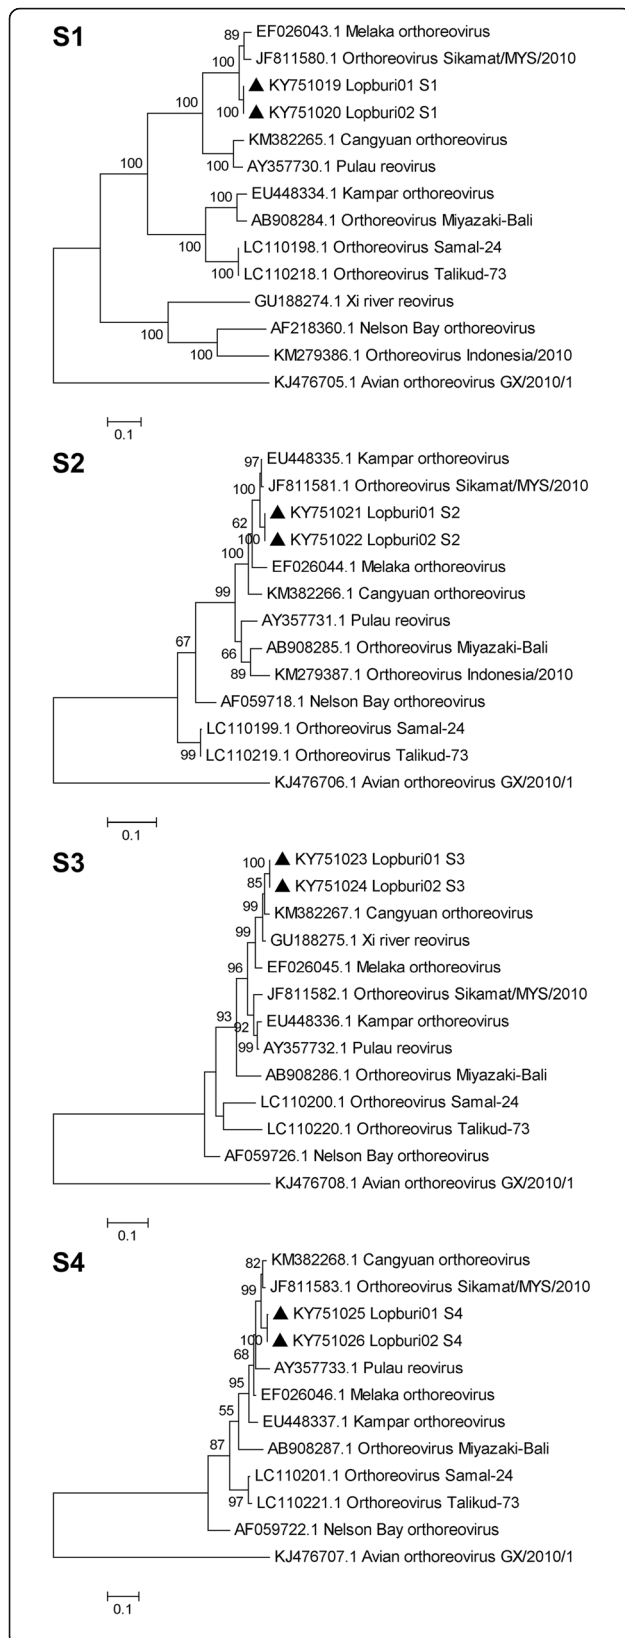 S1
89
EF026043.1 Melaka orthoreovirus
JF811580.1 Orthoreovirus Sikamat/MYS/2010
100
▲ KY751019 Lopburi01 S1
100
▲ KY751020 Lopburi02 S1
100
KM382265.1 Cangyuan orthoreovirus
100
AY357730.1 Pulau reovirus
100
100
EU448334.1 Kampar orthoreovirus
AB908284.1 Orthoreovirus Miyazaki-Bali
100
LC110198.1 Orthoreovirus Samal-24
100
LC110218.1 Orthoreovirus Talikud-73
GU188274.1 Xi river reovirus
100
AF218360.1 Nelson Bay orthoreovirus
100
KM279386.1 Orthoreovirus Indonesia/2010
KJ476705.1 Avian orthoreovirus GX/2010/1
0.1
S2
97
EU448335.1 Kampar orthoreovirus
100
JF811581.1 Orthoreovirus Sikamat/MYS/2010
▲ KY751021 Lopburi01 S2
62
100
▲ KY751022 Lopburi02 S2
100
EF026044.1 Melaka orthoreovirus
99
KM382266.1 Cangyuan orthoreovirus
AY357731.1 Pulau reovirus
67
66
AB908285.1 Orthoreovirus Miyazaki-Bali
89
KM279387.1 Orthoreovirus Indonesia/2010
AF059718.1 Nelson Bay orthoreovirus
LC110199.1 Orthoreovirus Samal-24
99
LC110219.1 Orthoreovirus Talikud-73
KJ476706.1 Avian orthoreovirus GX/2010/1
0.1
S3
100
▲ KY751023 Lopburi01 S3
85
▲ KY751024 Lopburi02 S3
99
KM382267.1 Cangyuan orthoreovirus
99
GU188275.1 Xi river reovirus
96
EF026045.1 Melaka orthoreovirus
JF811582.1 Orthoreovirus Sikamat/MYS/2010
93
92
EU448336.1 Kampar orthoreovirus
99
AY357732.1 Pulau reovirus
AB908286.1 Orthoreovirus Miyazaki-Bali
LC110200.1 Orthoreovirus Samal-24
LC110220.1 Orthoreovirus Talikud-73
AF059726.1 Nelson Bay orthoreovirus
KJ476708.1 Avian orthoreovirus GX/2010/1
0.1
S4
82
KM382268.1 Cangyuan orthoreovirus
99
JF811583.1 Orthoreovirus Sikamat/MYS/2010
▲ KY751025 Lopburi01 S4
100
▲ KY751026 Lopburi02 S4
68
AY357733.1 Pulau reovirus
95
EF026046.1 Melaka orthoreovirus
55
EU448337.1 Kampar orthoreovirus
87
AB908287.1 Orthoreovirus Miyazaki-Bali
LC110201.1 Orthoreovirus Samal-24
97
LC110221.1 Orthoreovirus Talikud-73
AF059722.1 Nelson Bay orthoreovirus
KJ476707.1 Avian orthoreovirus GX/2010/1
0.1